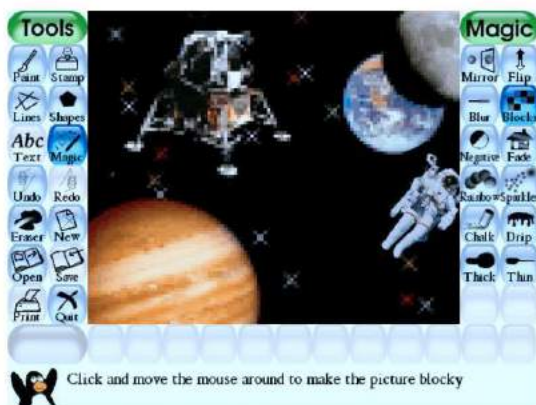 Tools
Magic
Paint Stamp
Mirror Flip
Lines Shapes
Blur Blocks
Abc
Text Magic
Negative Fade
Undo Redo
Rainbow Sparkles
Eraser New
Chalk Drip
Open Save
Thick Thin
Print Quit
Click and move the mouse around to make the picture blocky